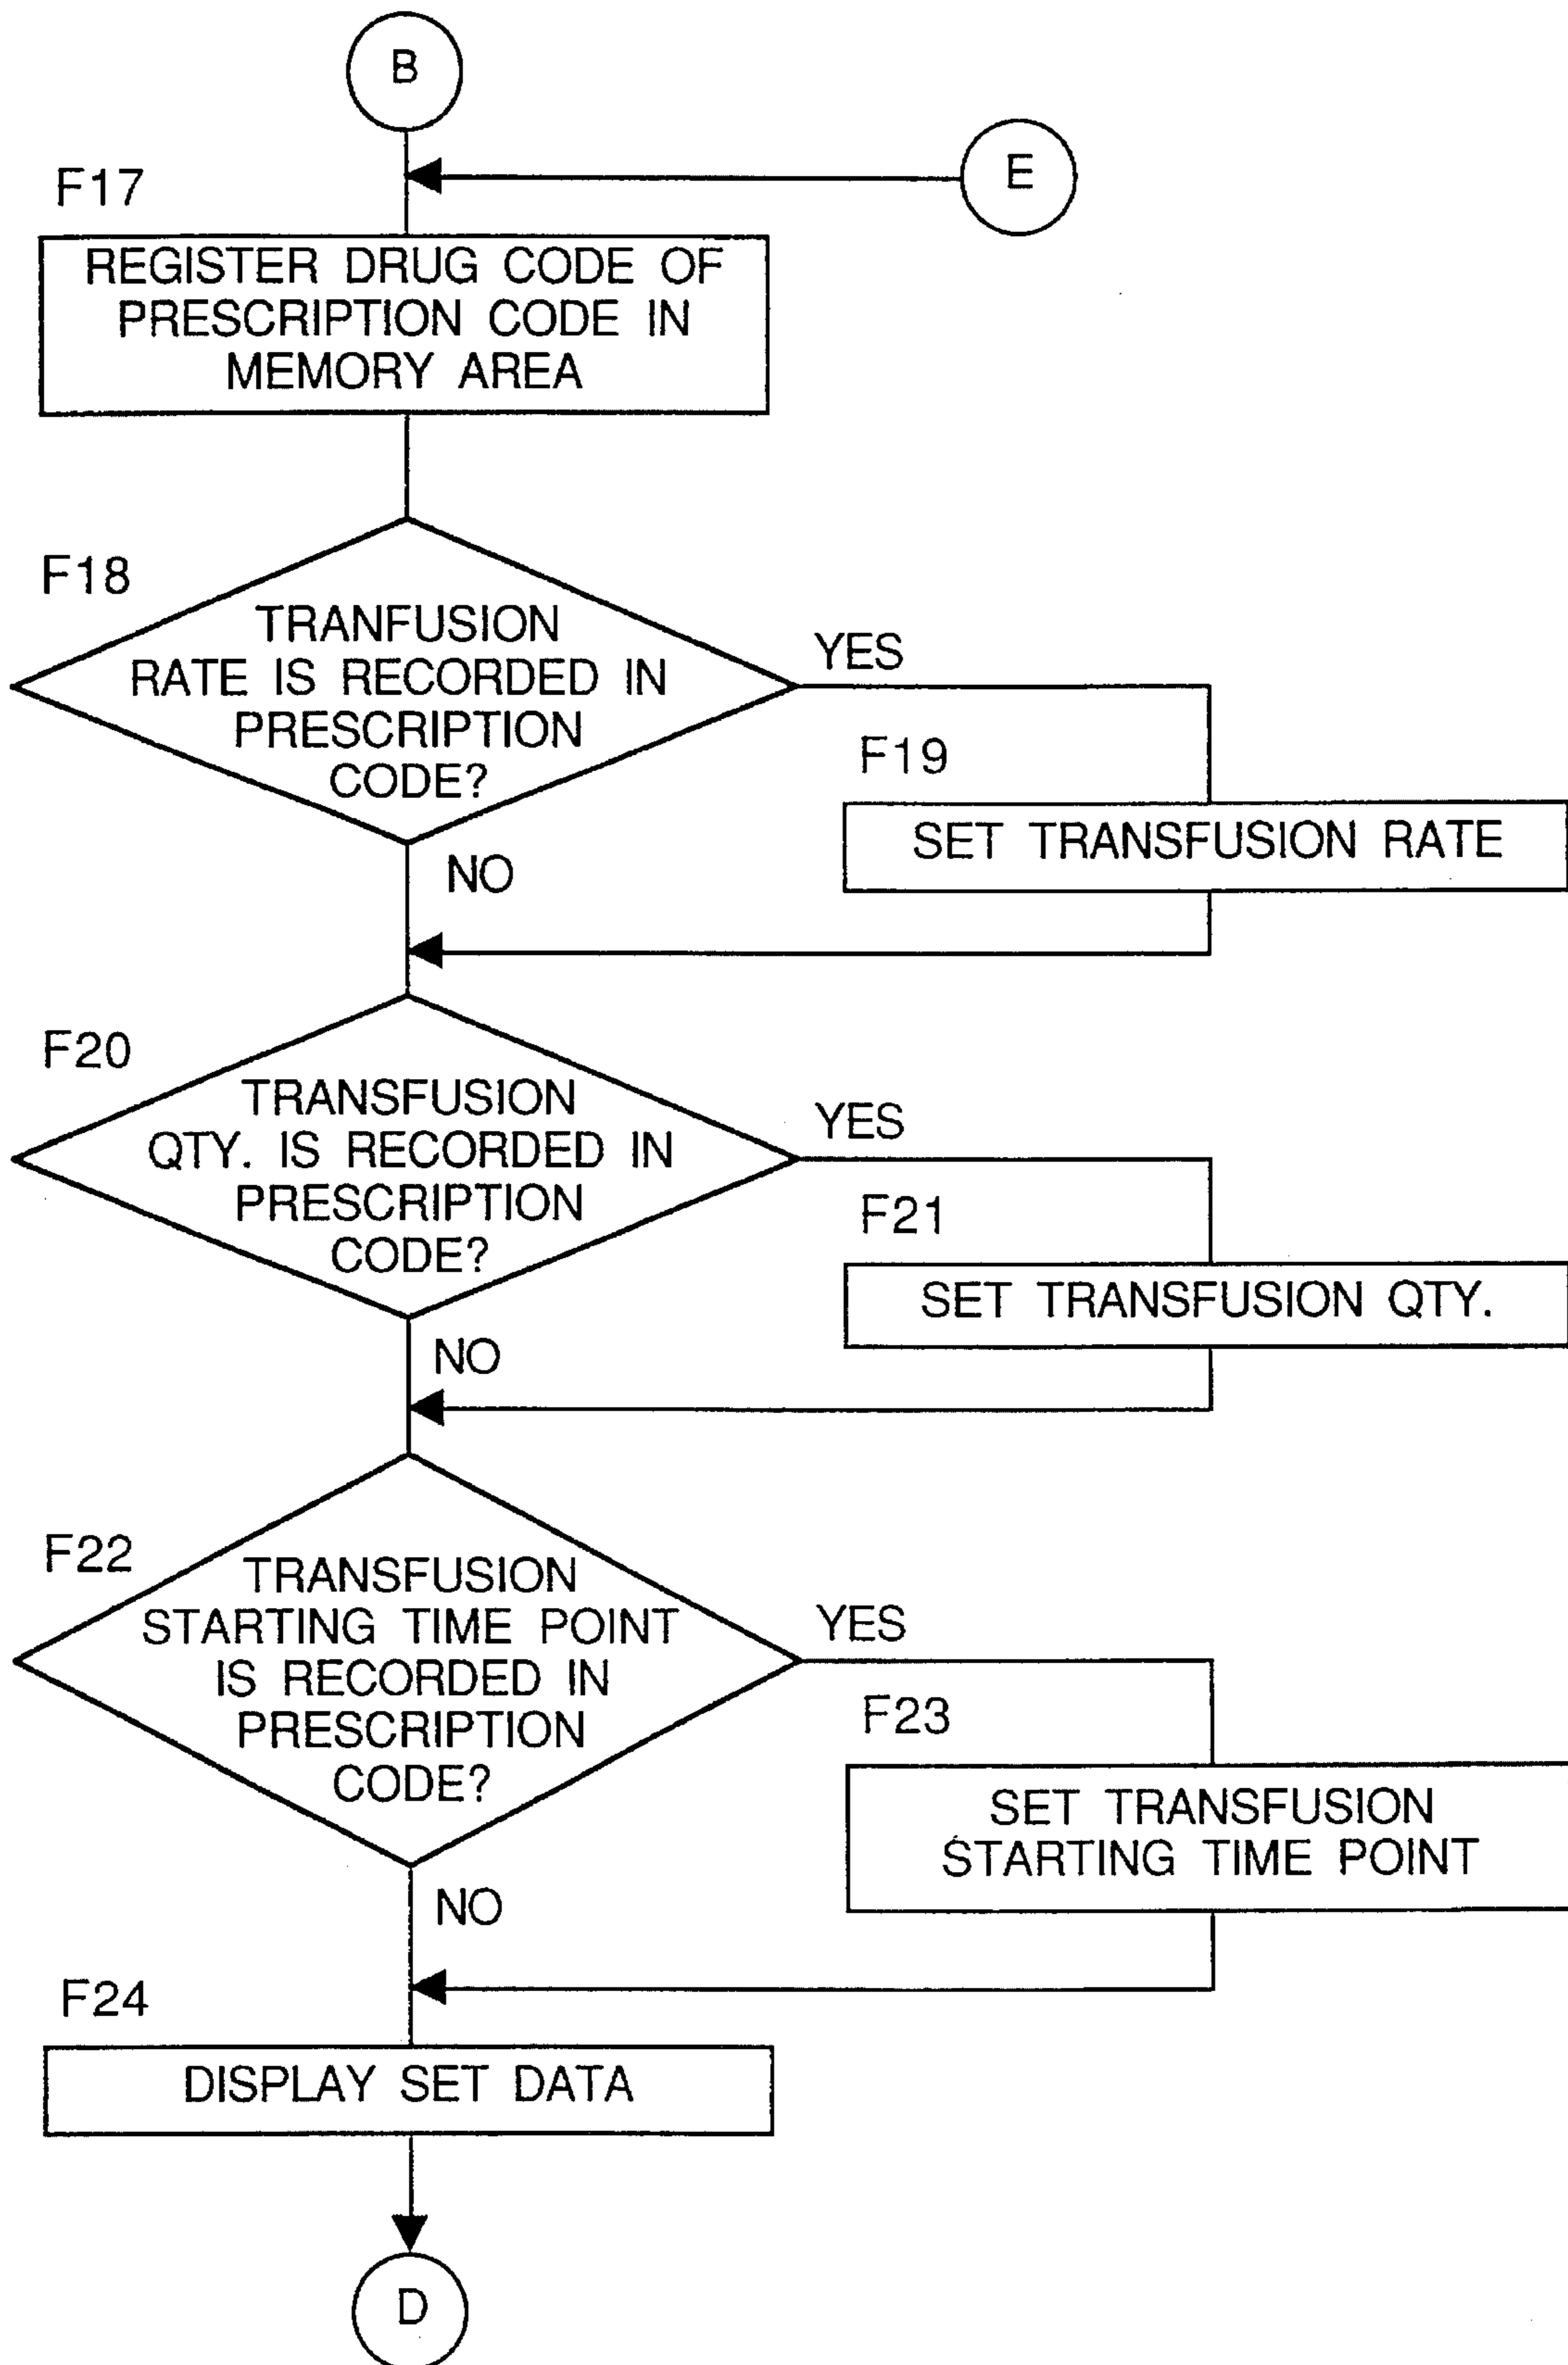 B
E
F17
REGISTER DRUG CODE OF
PRESCRIPTION CODE IN
MEMORY AREA
F18
TRANFUSION
RATE IS RECORDED IN
PRESCRIPTION
CODE?
YES
F19
SET TRANSFUSION RATE
NO
F20
TRANSFUSION
QTY. IS RECORDED IN
PRESCRIPTION
CODE?
YES
F21
SET TRANSFUSION QTY.
NO
F22
TRANSFUSION
STARTING TIME POINT
IS RECORDED IN
PRESCRIPTION
CODE?
YES
F23
SET TRANSFUSION
STARTING TIME POINT
NO
F24
DISPLAY SET DATA
D